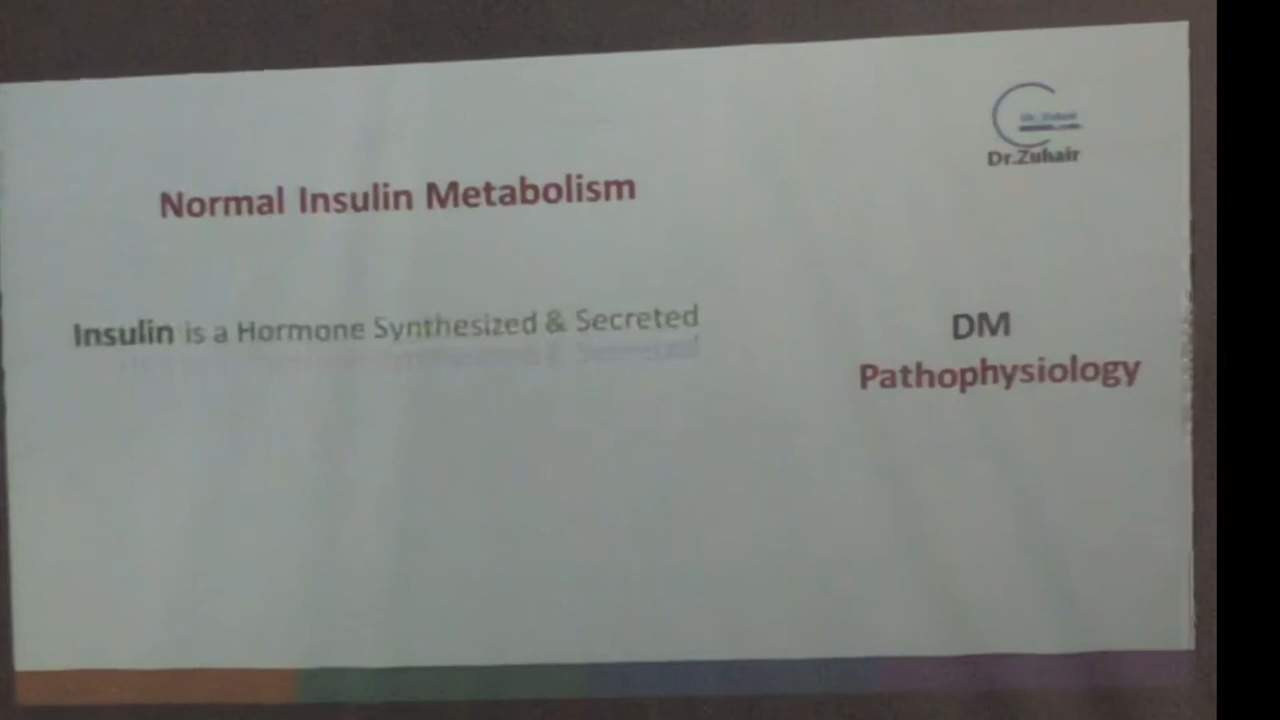 Dr.Zuhair
Normal Insulin Metabolism
Insulin is a Hormone Synthesized & Secreted
DM
Pathophysiology